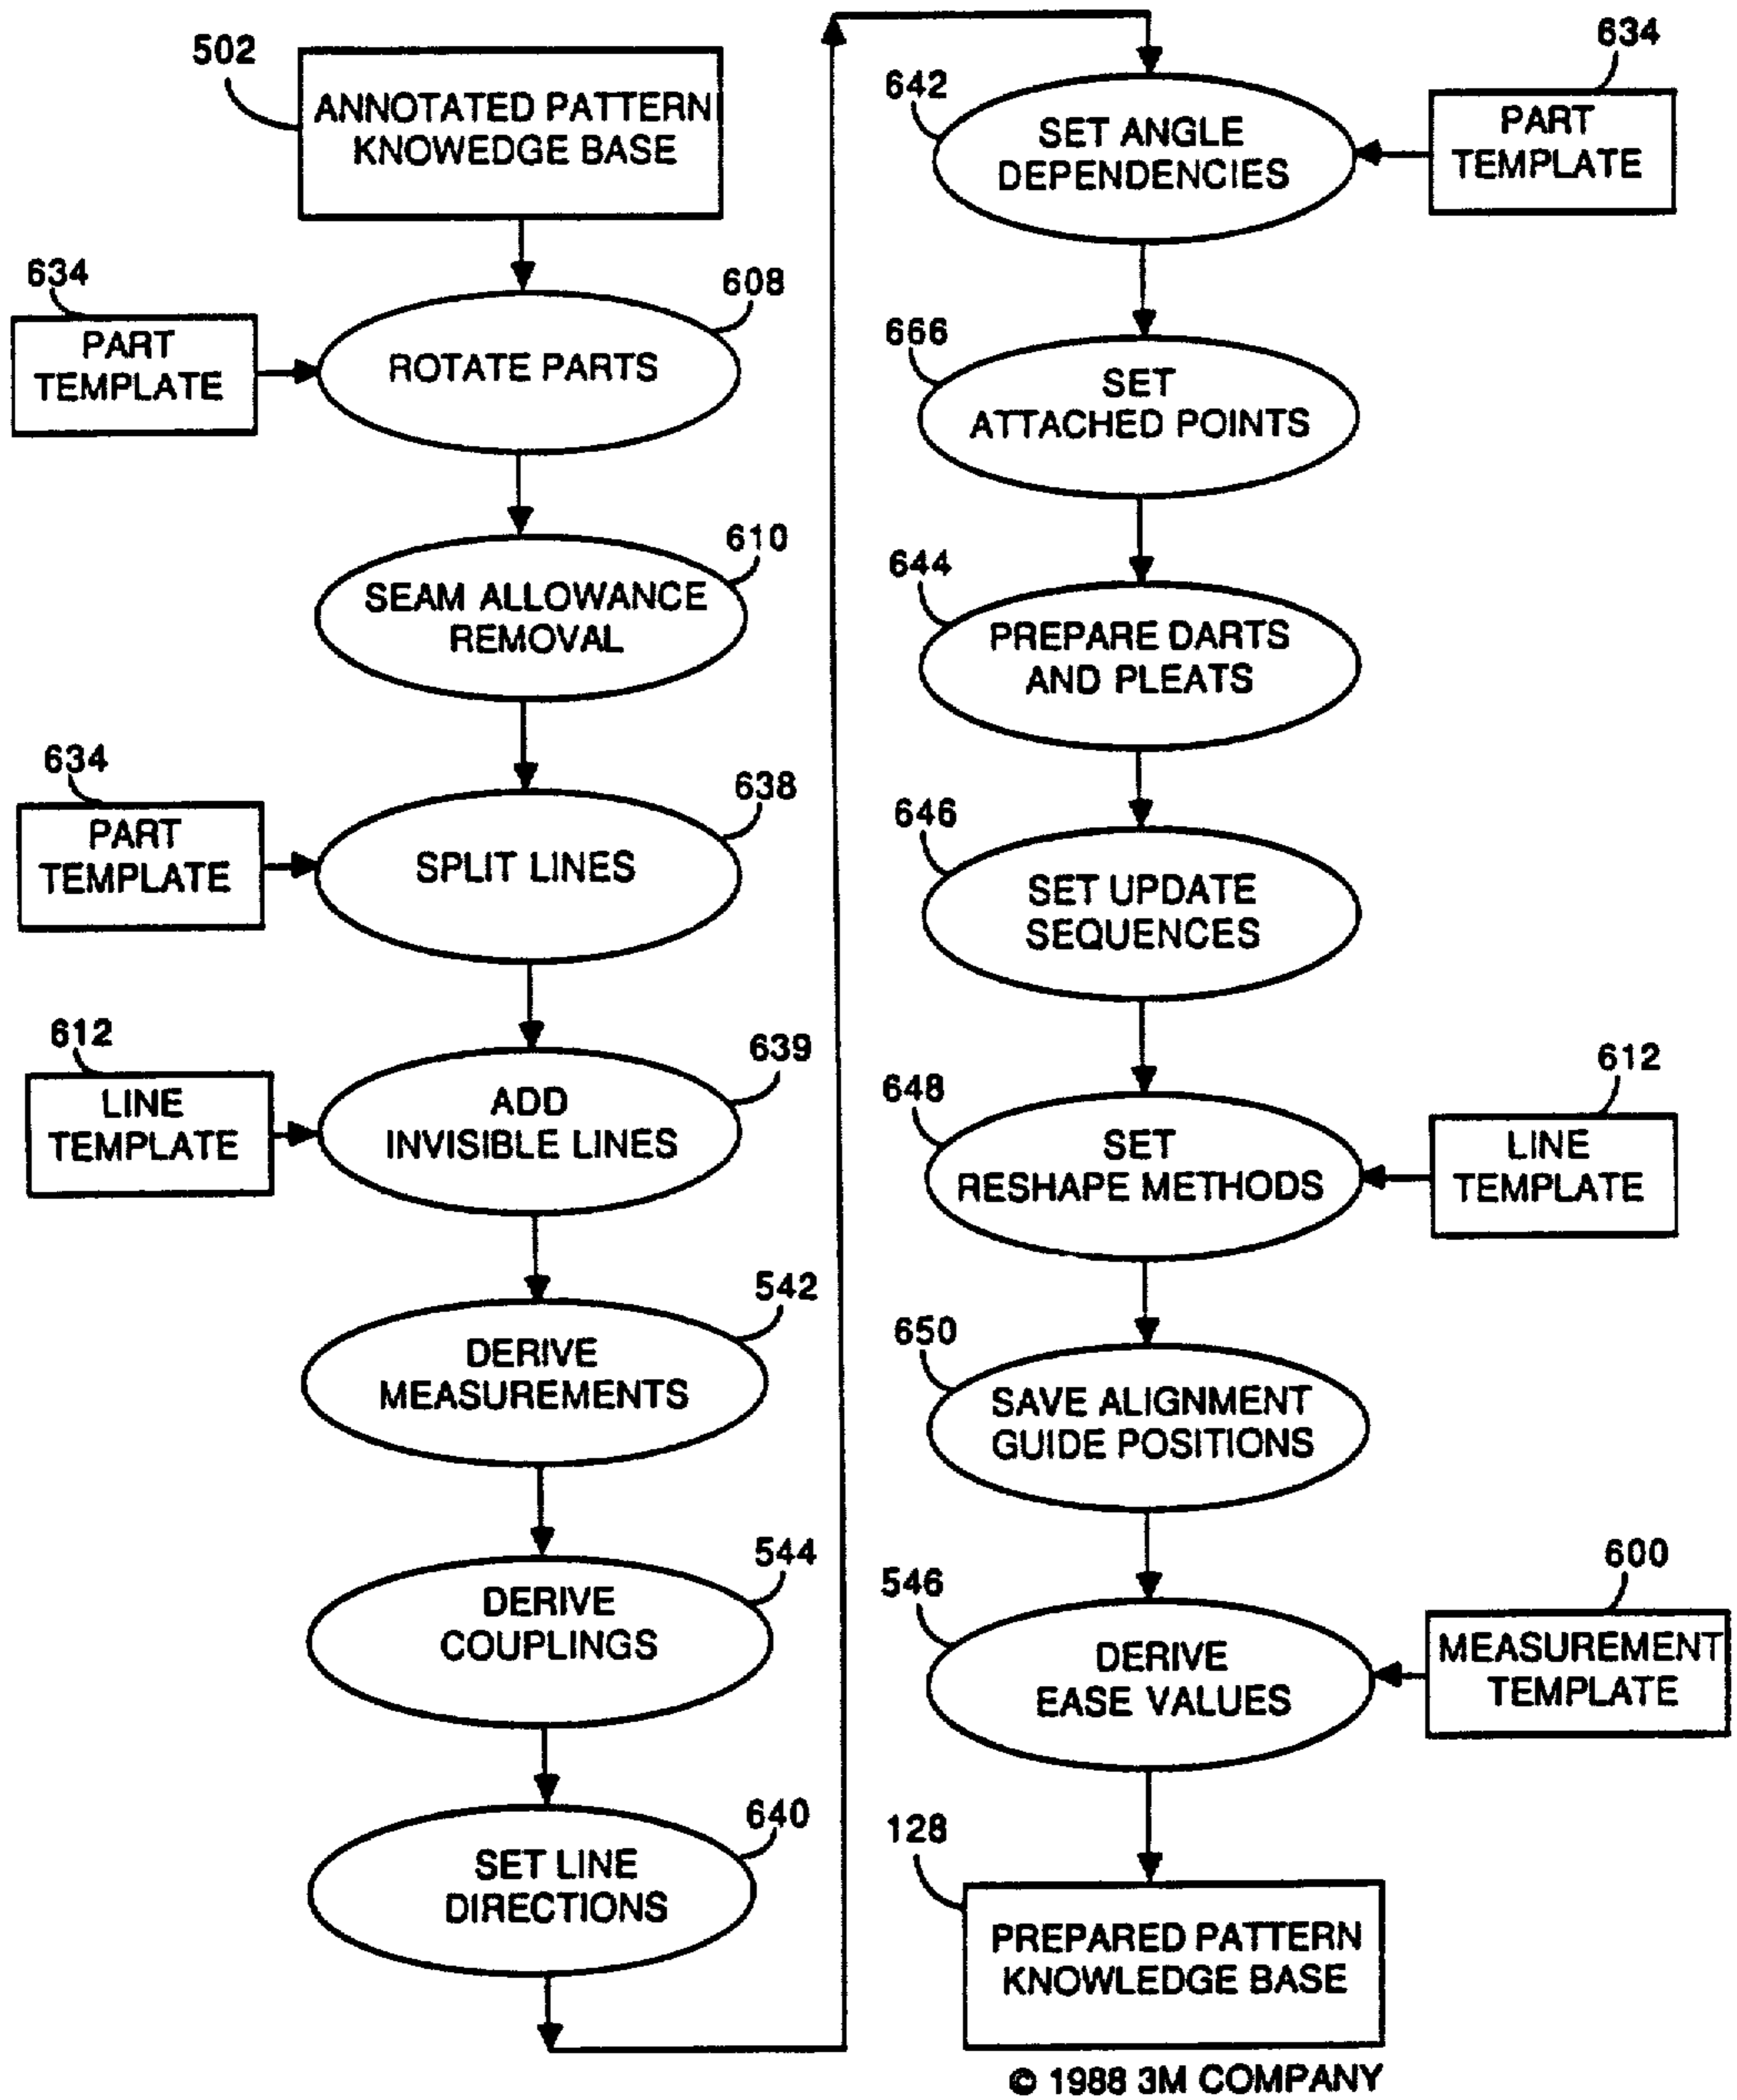 502
ANNOTATED PATTERN
KNOWEDGE BASE
634
PART
TEMPLATE
608
ROTATE PARTS
610
SEAM ALLOWANCE
REMOVAL
634
PART
TEMPLATE
638
SPLIT LINES
612
LINE
TEMPLATE
639
ADD
INVISIBLE LINES
542
DERIVE
MEASUREMENTS
544
DERIVE
COUPLINGS
640
SET LINE
DIRECTIONS
642
SET ANGLE
DEPENDENCIES
634
PART
TEMPLATE
666
SET
ATTACHED POINTS
644
PREPARE DARTS
AND PLEATS
646
SET UPDATE
SEQUENCES
648
SET
RESHAPE METHODS
612
LINE
TEMPLATE
650
SAVE ALIGNMENT
GUIDE POSITIONS
546
DERIVE
EASE VALUES
600
MEASUREMENT
TEMPLATE
128
PREPARED PATTERN
KNOWLEDGE BASE
© 1988 3M COMPANY